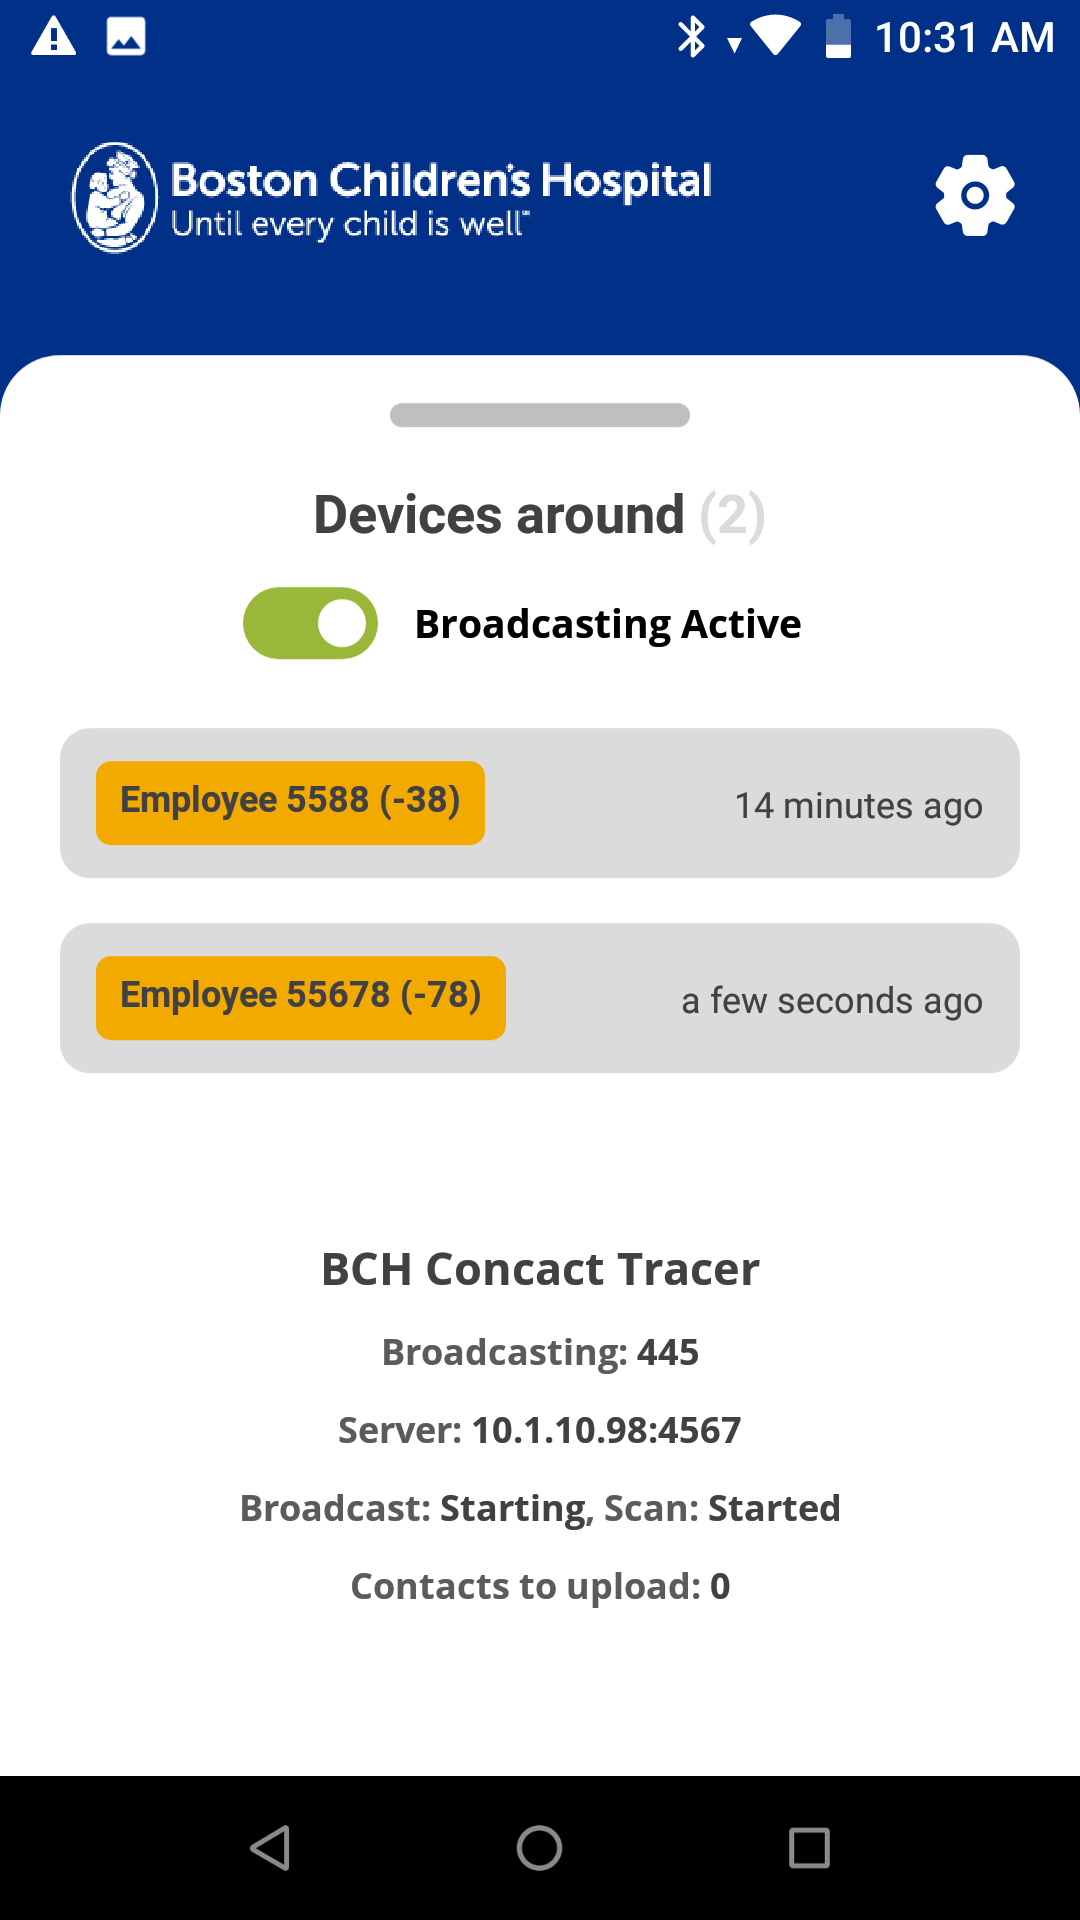 10:31 AM
Boston Children's Hospital
Until every child is well™
Devices around (2)
Broadcasting Active
Employee 5588 (-38)
14 minutes ago
Employee 55678 (-78)
a few seconds ago
BCH Concact Tracer
Broadcasting: 445
Server: 10.1.10.98:4567
Broadcast: Starting, Scan: Started
Contacts to upload: 0